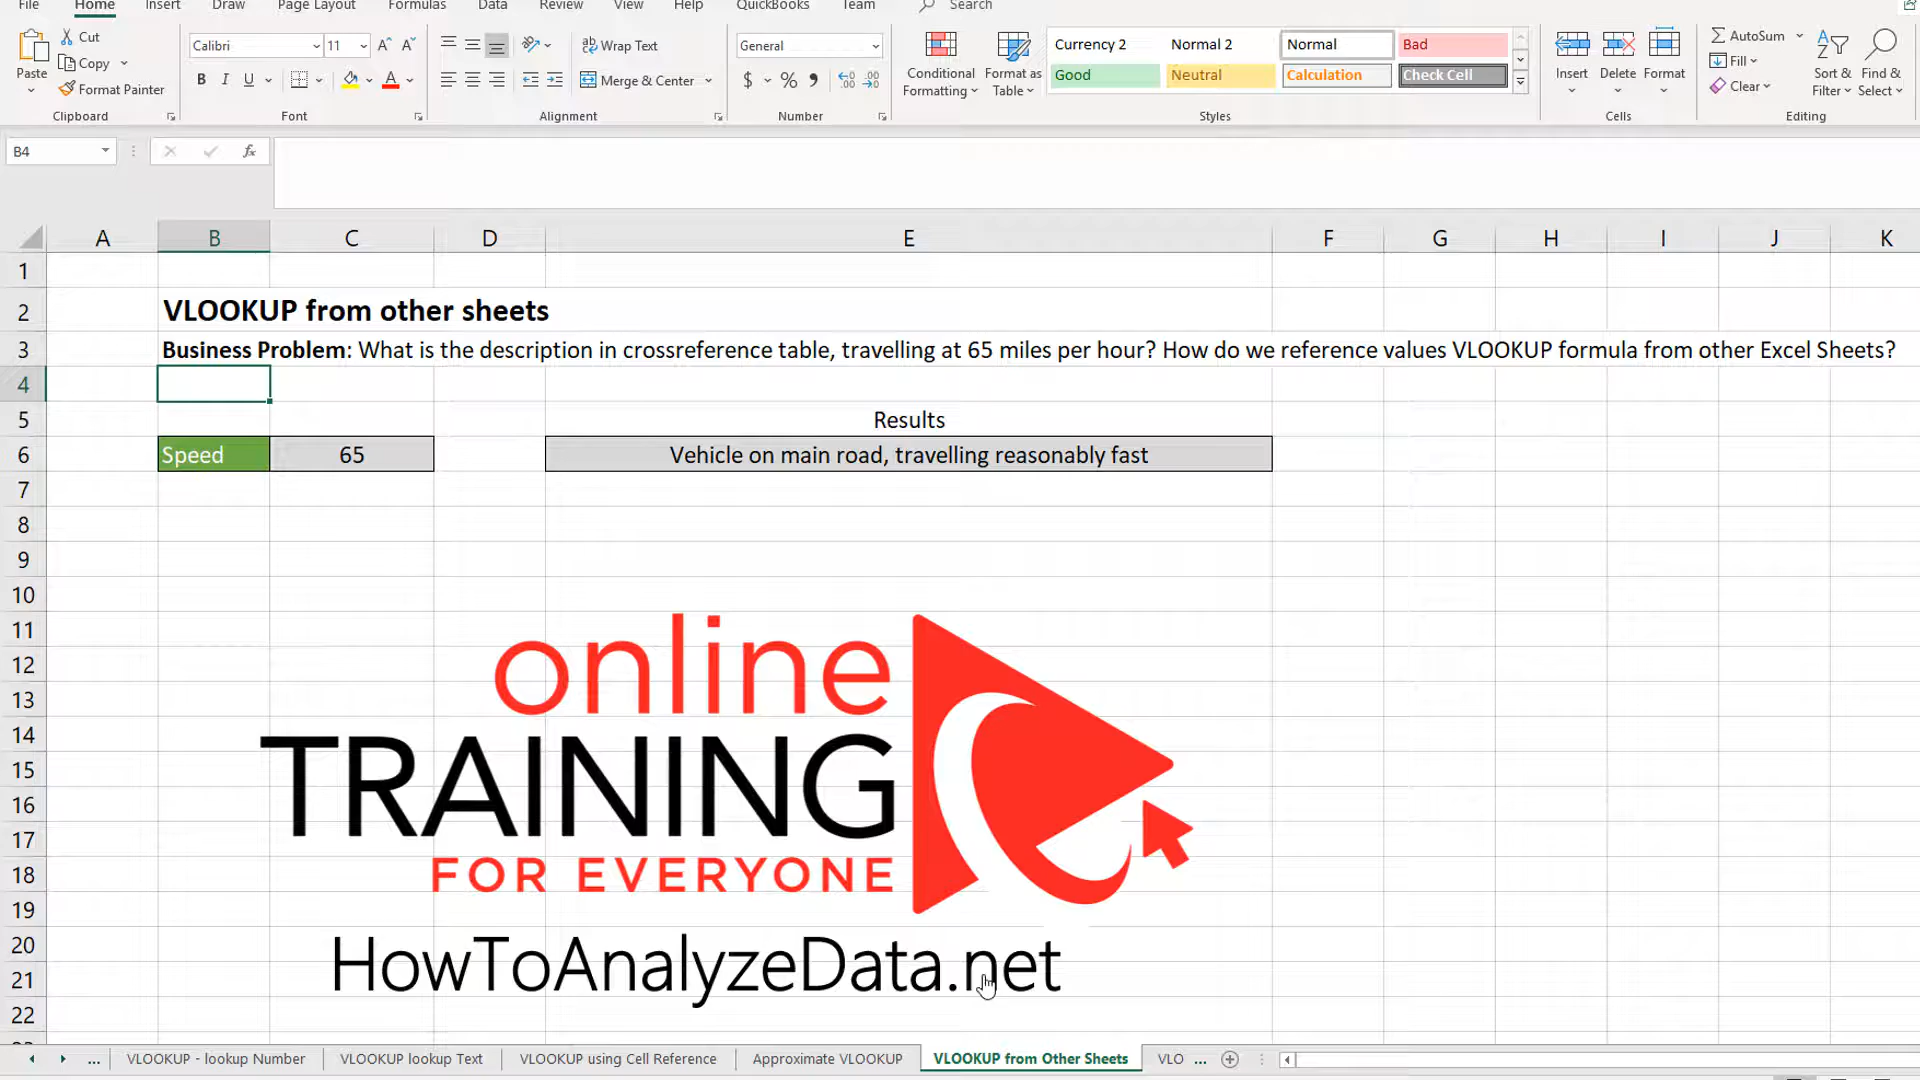 File Home Insert Draw Page Layout Formulas Data Review View Help QuickBooks Team Search
Paste
Cut
Copy
Format Painter
Clipboard
Calibri 11
B I U A
Font
Wrap Text
Merge & Center
Alignment
General
$ % ,
Number
Conditional Formatting
Format as Table
Currency 2 Normal 2 Normal Bad
Good Neutral Calculation Check Cell
Styles
Insert Delete Format
Cells
AutoSum
Fill
Clear
Sort & Filter
Find & Select
Editing
B4 fx
A B C D E F G H I J K
1
2 VLOOKUP from other sheets
3 Business Problem: What is the description in crossreference table, travelling at 65 miles per hour? How do we reference values VLOOKUP formula from other Excel Sheets?
4
5 Results
6 Speed 65 Vehicle on main road, travelling reasonably fast
7
8
9
10
11
12
13
14
15
16
17
18
19
20
21
22
online
TRAINING
FOR EVERYONE
HowToAnalyzeData.net
... VLOOKUP - lookup Number VLOOKUP lookup Text VLOOKUP using Cell Reference Approximate VLOOKUP VLOOKUP from Other Sheets VLO ...